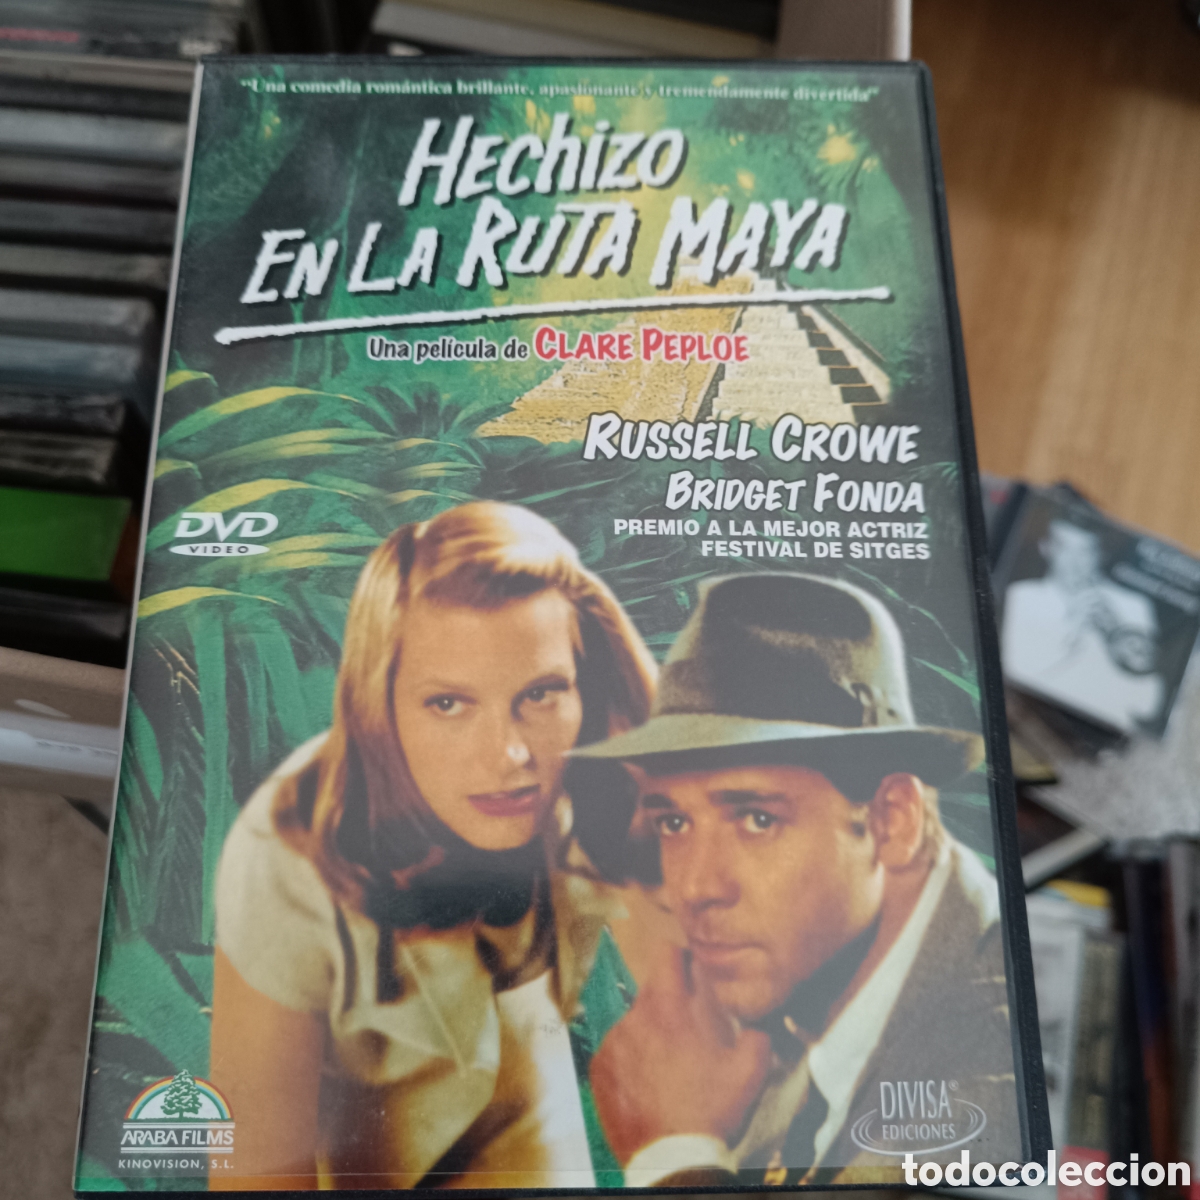 "Una comedia romántica brillante, apasionante y tremendamente divertida"
HEChizo
EN LA RUTA MAYA
Una película de CLARE PEPLOE
RUSSELL CROWE
BRIDGET FONDA
PREMIO A LA MEJOR ACTRIZ
FESTIVAL DE SITGES
DVD
VIDEO
ARABA FILMS
KINOVISION, S.L.
DIVISA®
EDICIONES
todocoleccion